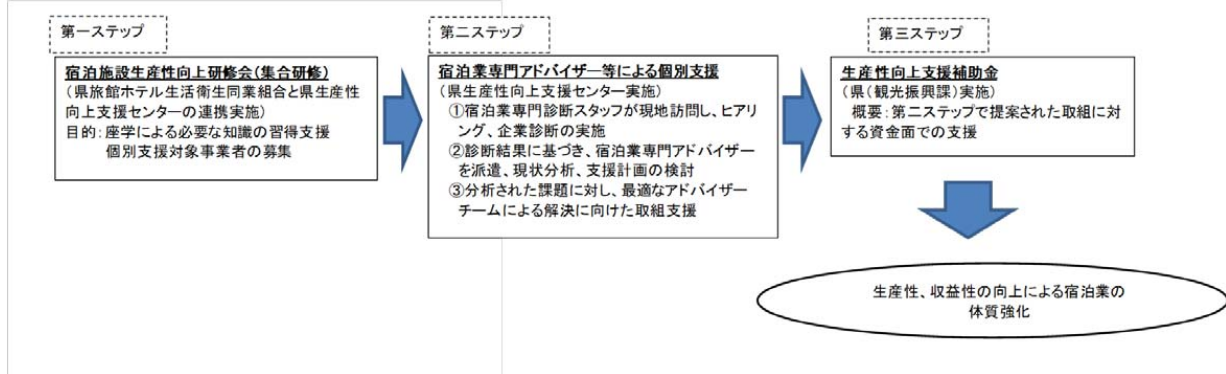 第一ステップ
宿泊施設生産性向上研修会（集合研修）
（県旅館ホテル生活衛生同業組合と県生産性
向上支援センターの連携実施）
目的：座学による必要な知識の習得支援
個別支援対象事業者の募集
第二ステップ
宿泊業専門アドバイザー等による個別支援
（県生産性向上支援センター実施）
①宿泊業専門診断スタッフが現地訪問し、ヒアリ
ング、企業診断の実施
②診断結果に基づき、宿泊業専門アドバイザー
を派遣、現状分析、支援計画の検討
③分析された課題に対し、最適なアドバイザー
チームによる解決に向けた取組支援
第三ステップ
生産性向上支援補助金
（県（観光振興課）実施）
概要：第二ステップで提案された取組に対
する資金面での支援
生産性、収益性の向上による宿泊業の
体質強化